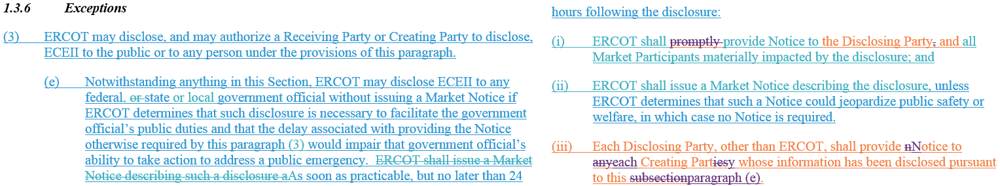 1.3.6 Exceptions
(3) ERCOT may disclose, and may authorize a Receiving Party or Creating Party to disclose,
ECEII to the public or to any person under the provisions of this paragraph.
(e) Notwithstanding anything in this Section, ERCOT may disclose ECEII to any
federal, or state or local government official without issuing a Market Notice if
ERCOT determines that such disclosure is necessary to facilitate the government
official’s public duties and that the delay associated with providing the Notice
otherwise required by this paragraph (3) would impair that government official’s
ability to take action to address a public emergency. ERCOT shall issue a Market
Notice describing such a disclosure aAs soon as practicable, but no later than 24
hours following the disclosure:
(i) ERCOT shall promptly provide Notice to the Disclosing Party, and all
Market Participants materially impacted by the disclosure; and
(ii) ERCOT shall issue a Market Notice describing the disclosure, unless
ERCOT determines that such a Notice could jeopardize public safety or
welfare, in which case no Notice is required.
(iii) Each Disclosing Party, other than ERCOT, shall provide nNotice to
anyeach Creating Partiesy whose information has been disclosed pursuant
to this subsectionparagraph (e).